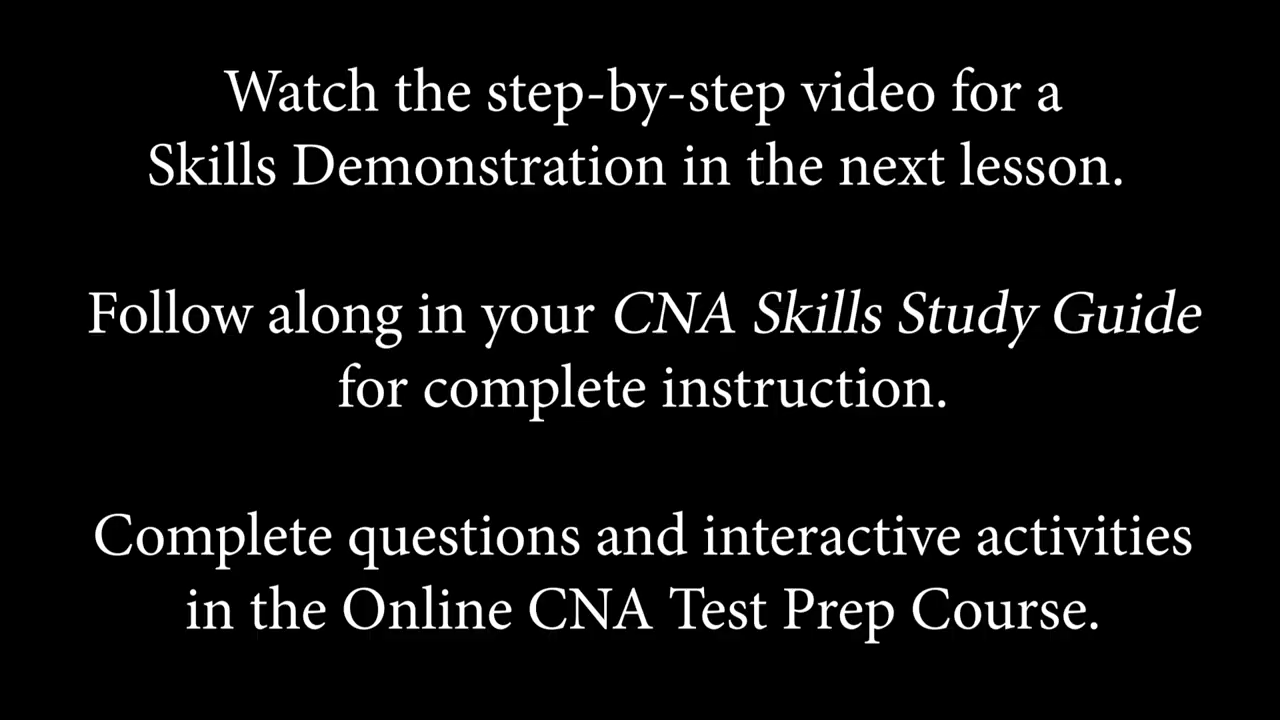 Watch the step-by-step video for a
Skills Demonstration in the next lesson.
Follow along in your CNA Skills Study Guide
for complete instruction.
Complete questions and interactive activities
in the Online CNA Test Prep Course.